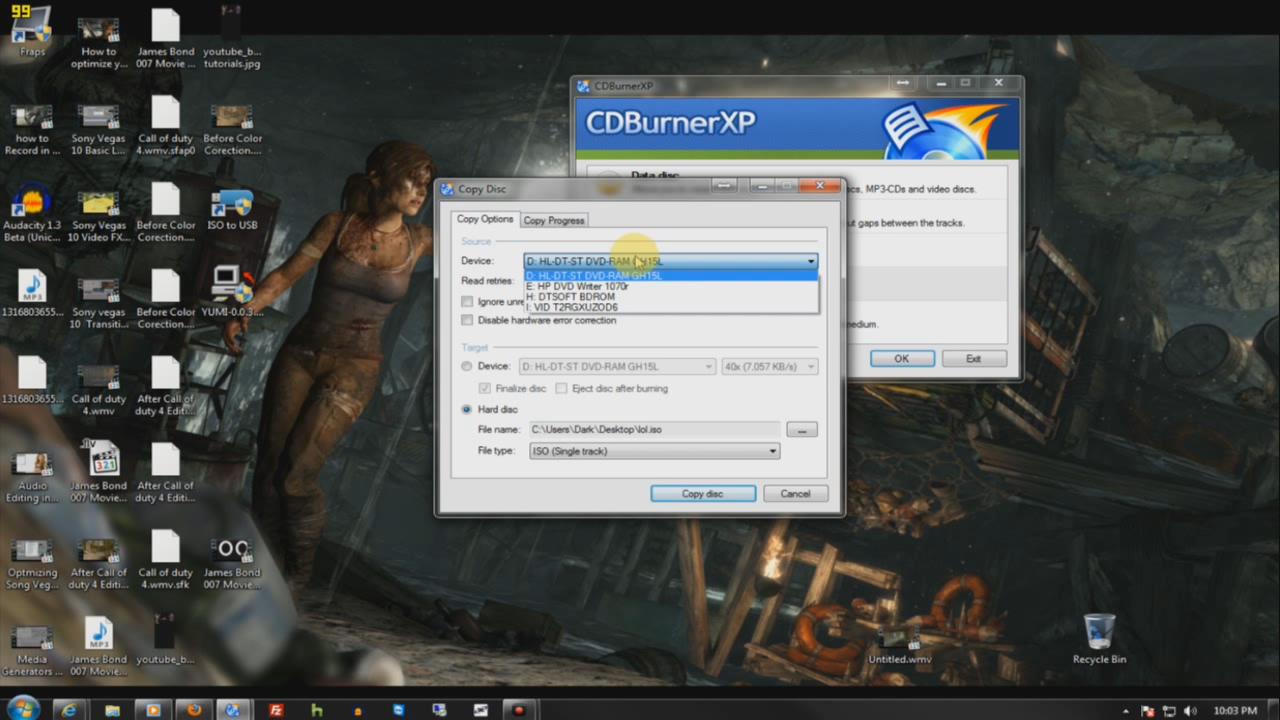 99
Fraps
How to optimize y...
James Bond 007 Movie ...
youtube_b... tutorials.jpg
how to Record in ...
Sony Vegas 10 Basic L...
Call of duty 4.wmv.sfap0
Before Color Corection....
Audacity 1.3 Beta (Unic...
Sony Vegas 10 Video FX...
Before Color Corection....
ISO to USB
1316803655...
Sony vegas 10 Transiti...
Before Color Corection....
YUMI-0.0.3...
1316803655...
Call of duty 4.wmv
After Call of duty 4 Editi...
Audio Editing in...
James Bond 007 Movie...
After Call of duty 4 Editi...
Optmizing Song Veg...
After Call of duty 4 Editi...
Call of duty 4.wmv.sfk
James Bond 007 Movie...
Media Generators ...
James Bond 007 Movie...
youtube_b...
CDBurnerXP
CDBurnerXP
Data disc
cs, MP3-CDs and video discs.
ut gaps between the tracks.
medium.
OK
Exit
Copy Disc
Copy Options
Copy Progress
Source
Device:
D: HL-DT-ST DVD-RAM GH15L
D: HL-DT-ST DVD-RAM GH15L
E: HP DVD Writer 1070r
H: DTSOFT BDROM
I: VID T2RGXUZOD6
Read retries:
Ignore unre
Disable hardware error correction
Target
Device:
D: HL-DT-ST DVD-RAM GH15L
40x (7.057 KB/s)
Finalize disc
Eject disc after burning
Hard disc
File name:
C:\Users\Dark\Desktop\lol.iso
...
File type:
ISO (Single track)
Copy disc
Cancel
Untitled.wmv
Recycle Bin
10:03 PM